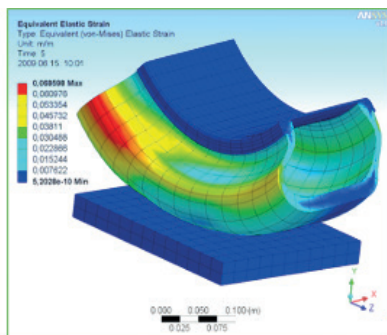 ANSYS
Equivalent Elastic Strain
Type: Equivalent (von-Mises) Elastic Strain
Unit: m/m
Time: 5
2009.06.15. 10:01
0,068598 Max
0,060976
0,053354
0,045732
0,03811
0,030488
0,022866
0,015244
0,007622
5,2028e-10 Min
Y
X
Z
0.000
0.050
0.100 (m)
0.025
0.075